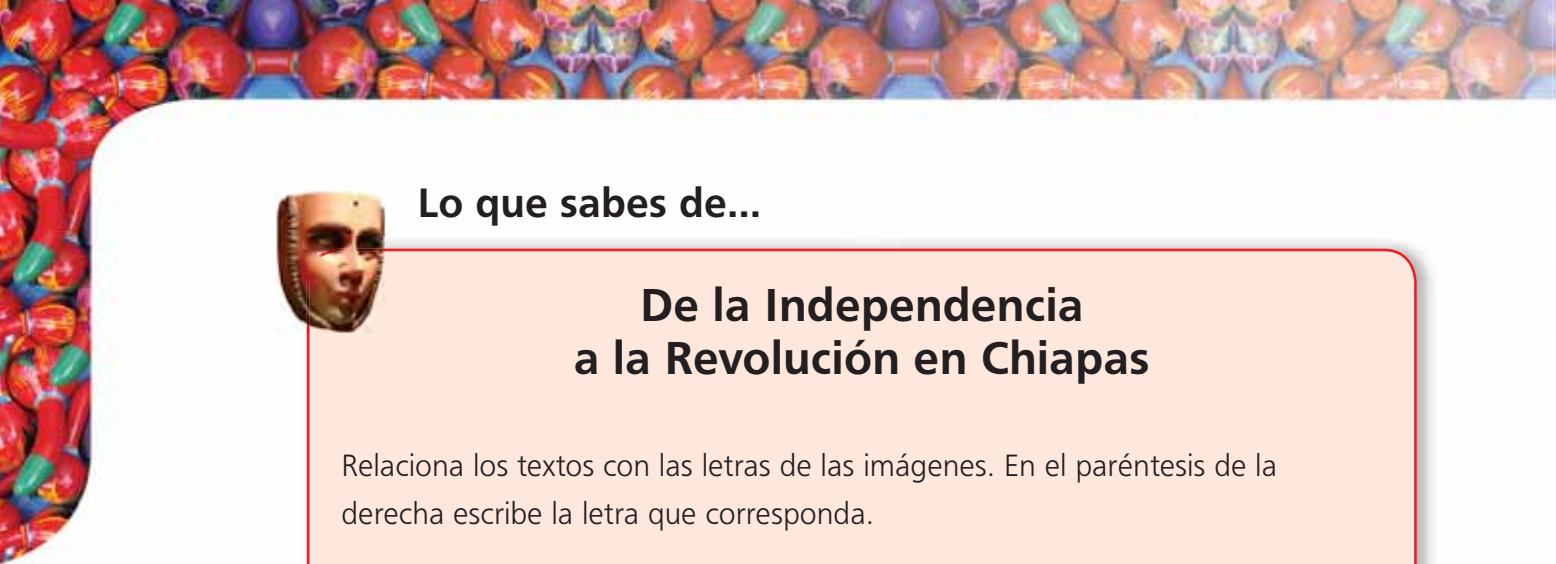 Lo que sabes de...
De la Independencia
a la Revolución en Chiapas
Relaciona los textos con las letras de las imágenes. En el paréntesis de la
derecha escribe la letra que corresponda.